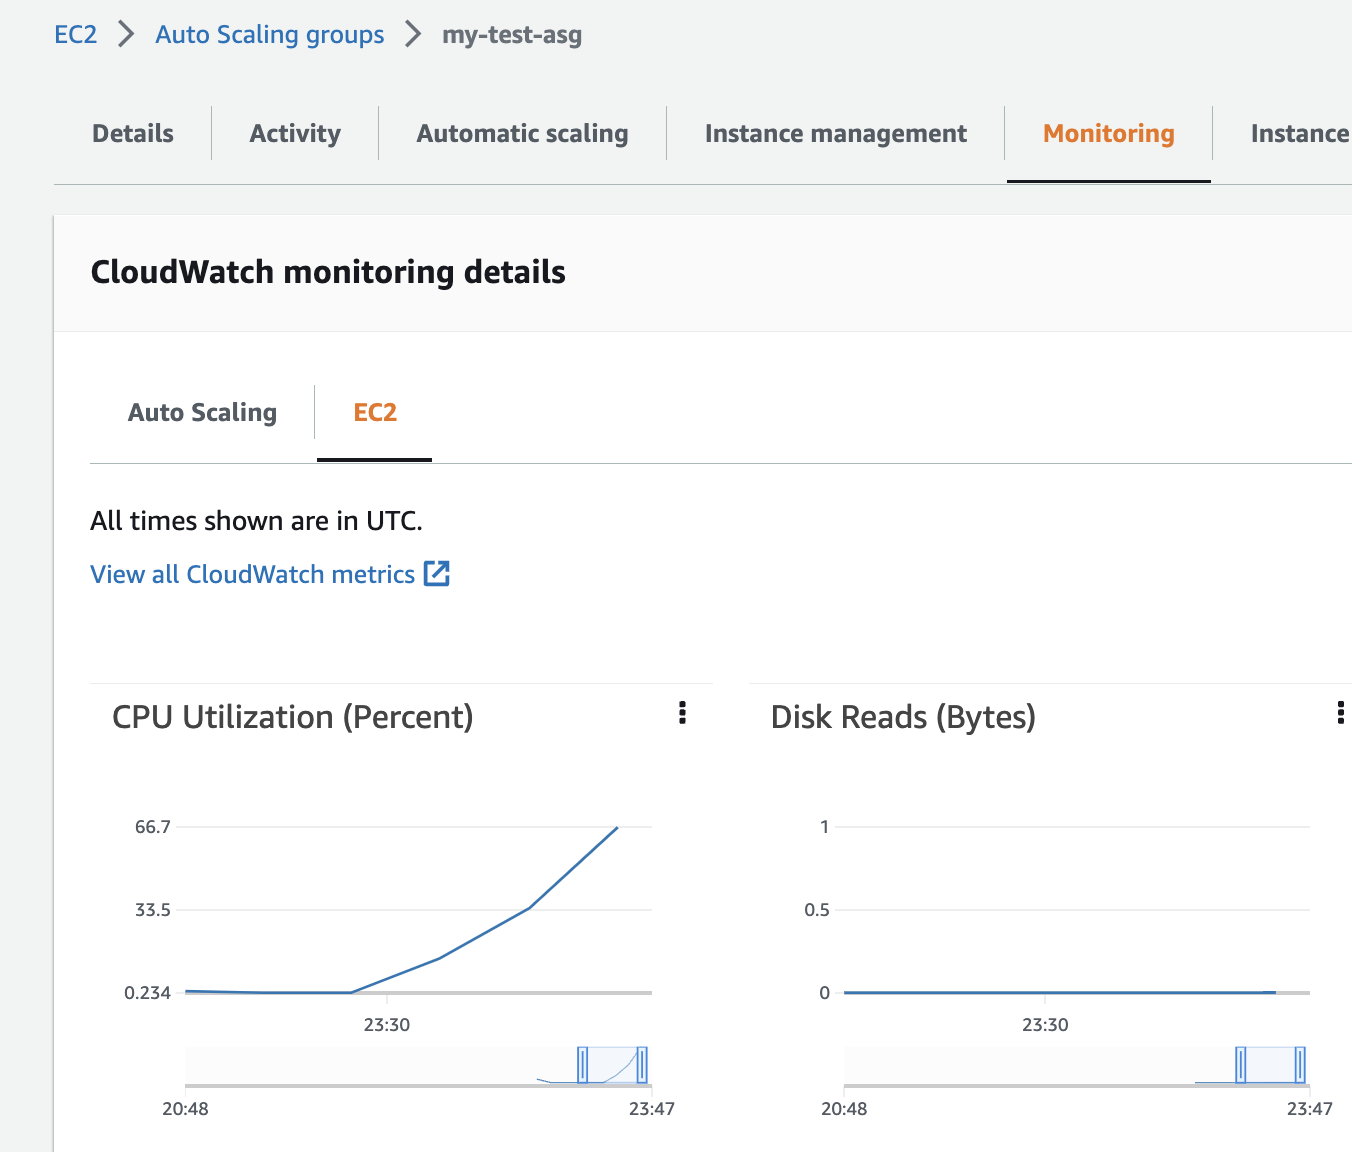 EC2 > Auto Scaling groups > my-test-asg
Details Activity Automatic scaling Instance management Monitoring Instance
CloudWatch monitoring details
Auto Scaling EC2
All times shown are in UTC.
View all CloudWatch metrics
CPU Utilization (Percent)
66.7
33.5
0.234
23:30
20:48 23:47
Disk Reads (Bytes)
1
0.5
0
23:30
20:48 23:47